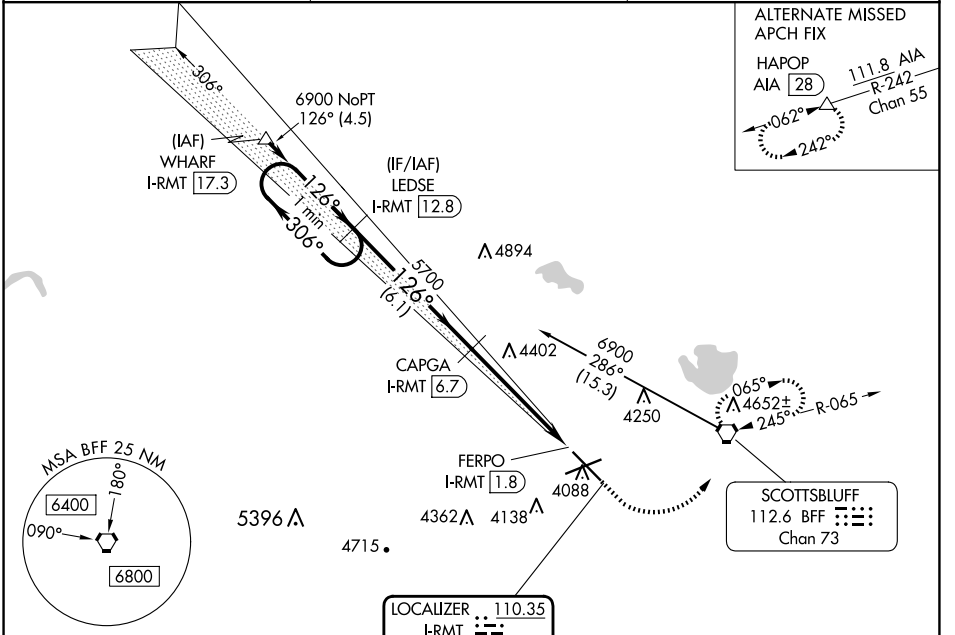 ALTERNATE MISSED
APCH FIX
HAPOP
AIA 28
111.8 AIA
R-242
Chan 55
062°
242°
306°
6900 NoPT
126° (4.5)
(IAF)
WHARF
I-RMT 17.3
(IF/IAF)
LEDSE
I-RMT 12.8
126°
1 min
306°
4894
5700
126°
(6.1)
CAPGA
I-RMT 6.7
4402
6900
286°
(15.3)
4250
065°
4652±
245°
R-065
FERPO
I-RMT 1.8
4088
SCOTTSBLUFF
112.6 BFF
Chan 73
MSA BFF 25 NM
180°
6400
090°
6800
5396
4362
4138
4715
LOCALIZER 110.35
I-RMT